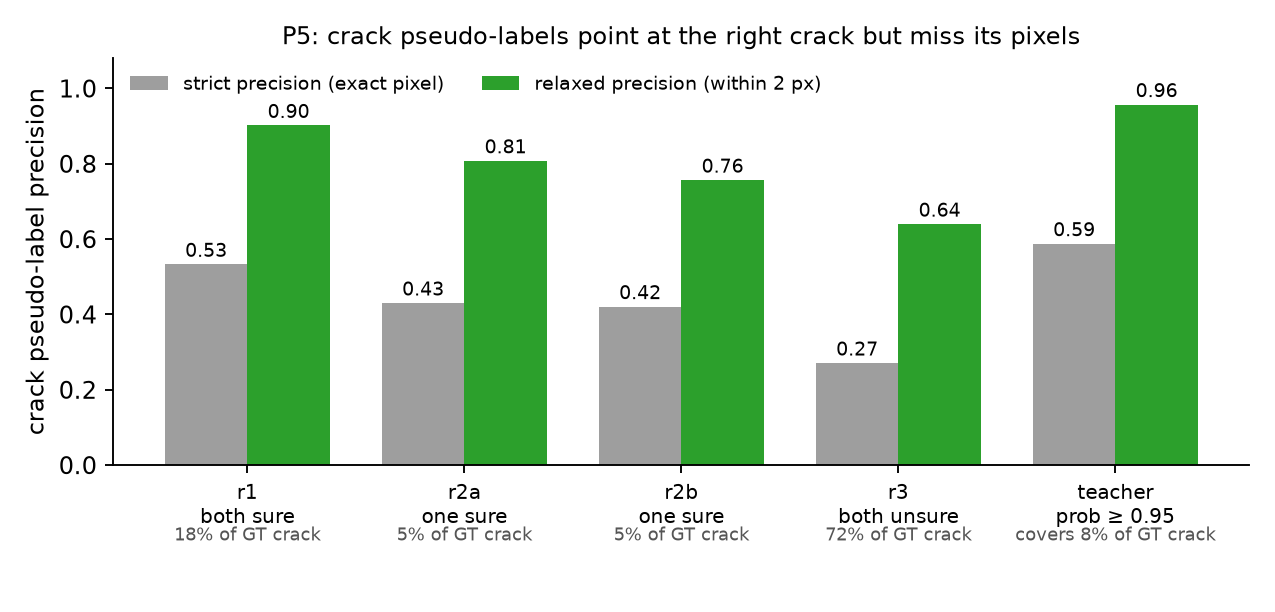 P5: crack pseudo-labels point at the right crack but miss its pixels
strict precision (exact pixel)
relaxed precision (within 2 px)
crack pseudo-label precision
1.0
0.8
0.6
0.4
0.2
0.0
0.53
0.90
0.43
0.81
0.42
0.76
0.27
0.64
0.59
0.96
r1
both sure
18% of GT crack
r2a
one sure
5% of GT crack
r2b
one sure
5% of GT crack
r3
both unsure
72% of GT crack
teacher
prob ≥ 0.95
covers 8% of GT crack